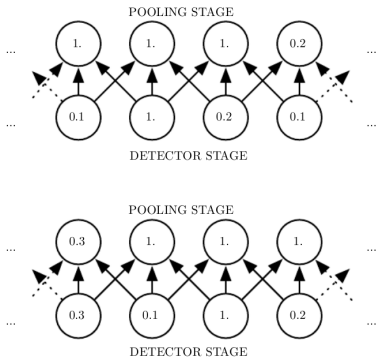 POOLING STAGE
... 1. 1. 1. 0.2 ...
... 0.1 1. 0.2 0.1 ...
DETECTOR STAGE
POOLING STAGE
... 0.3 1. 1. 1. ...
... 0.3 0.1 1. 0.2 ...
DETECTOR STAGE